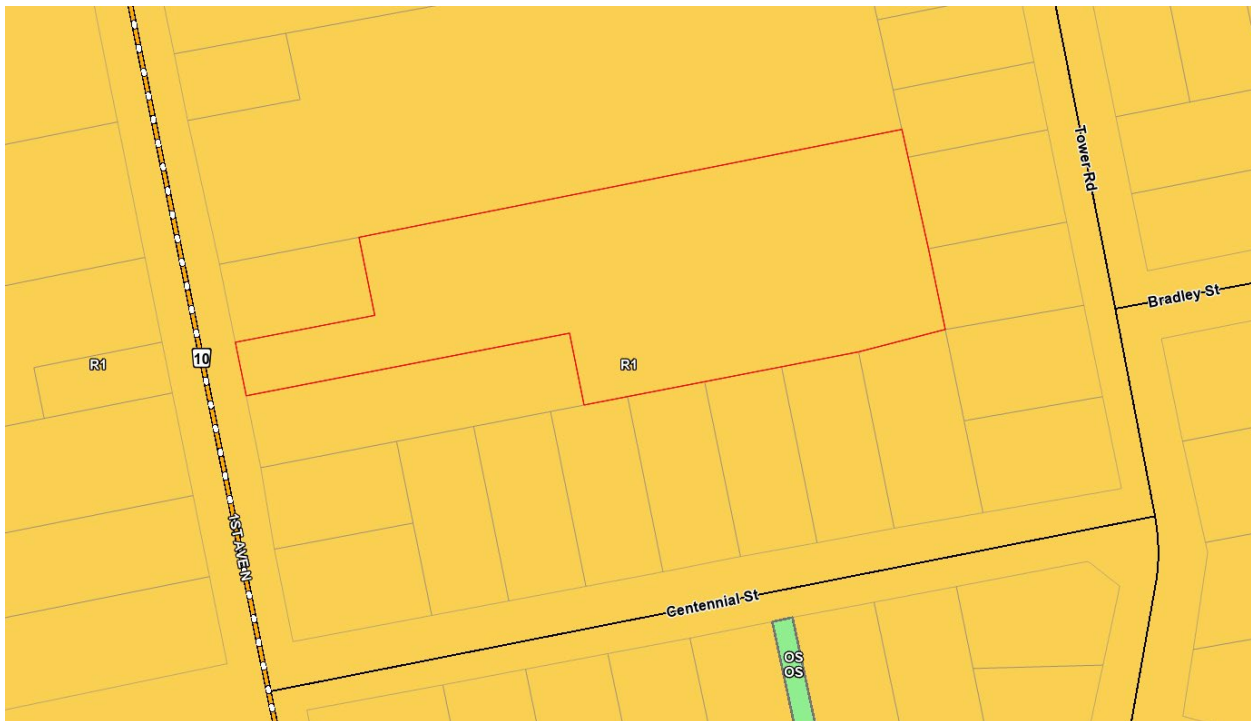 Tower Rd
Bradley St
10
R1
R1
1ST AVE N
Centennial St
OS
OS